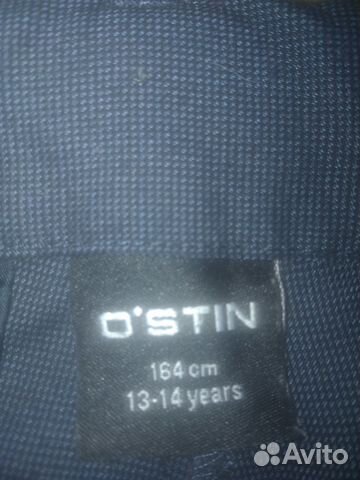 O'STIN
164 cm
13-14 years
Avito